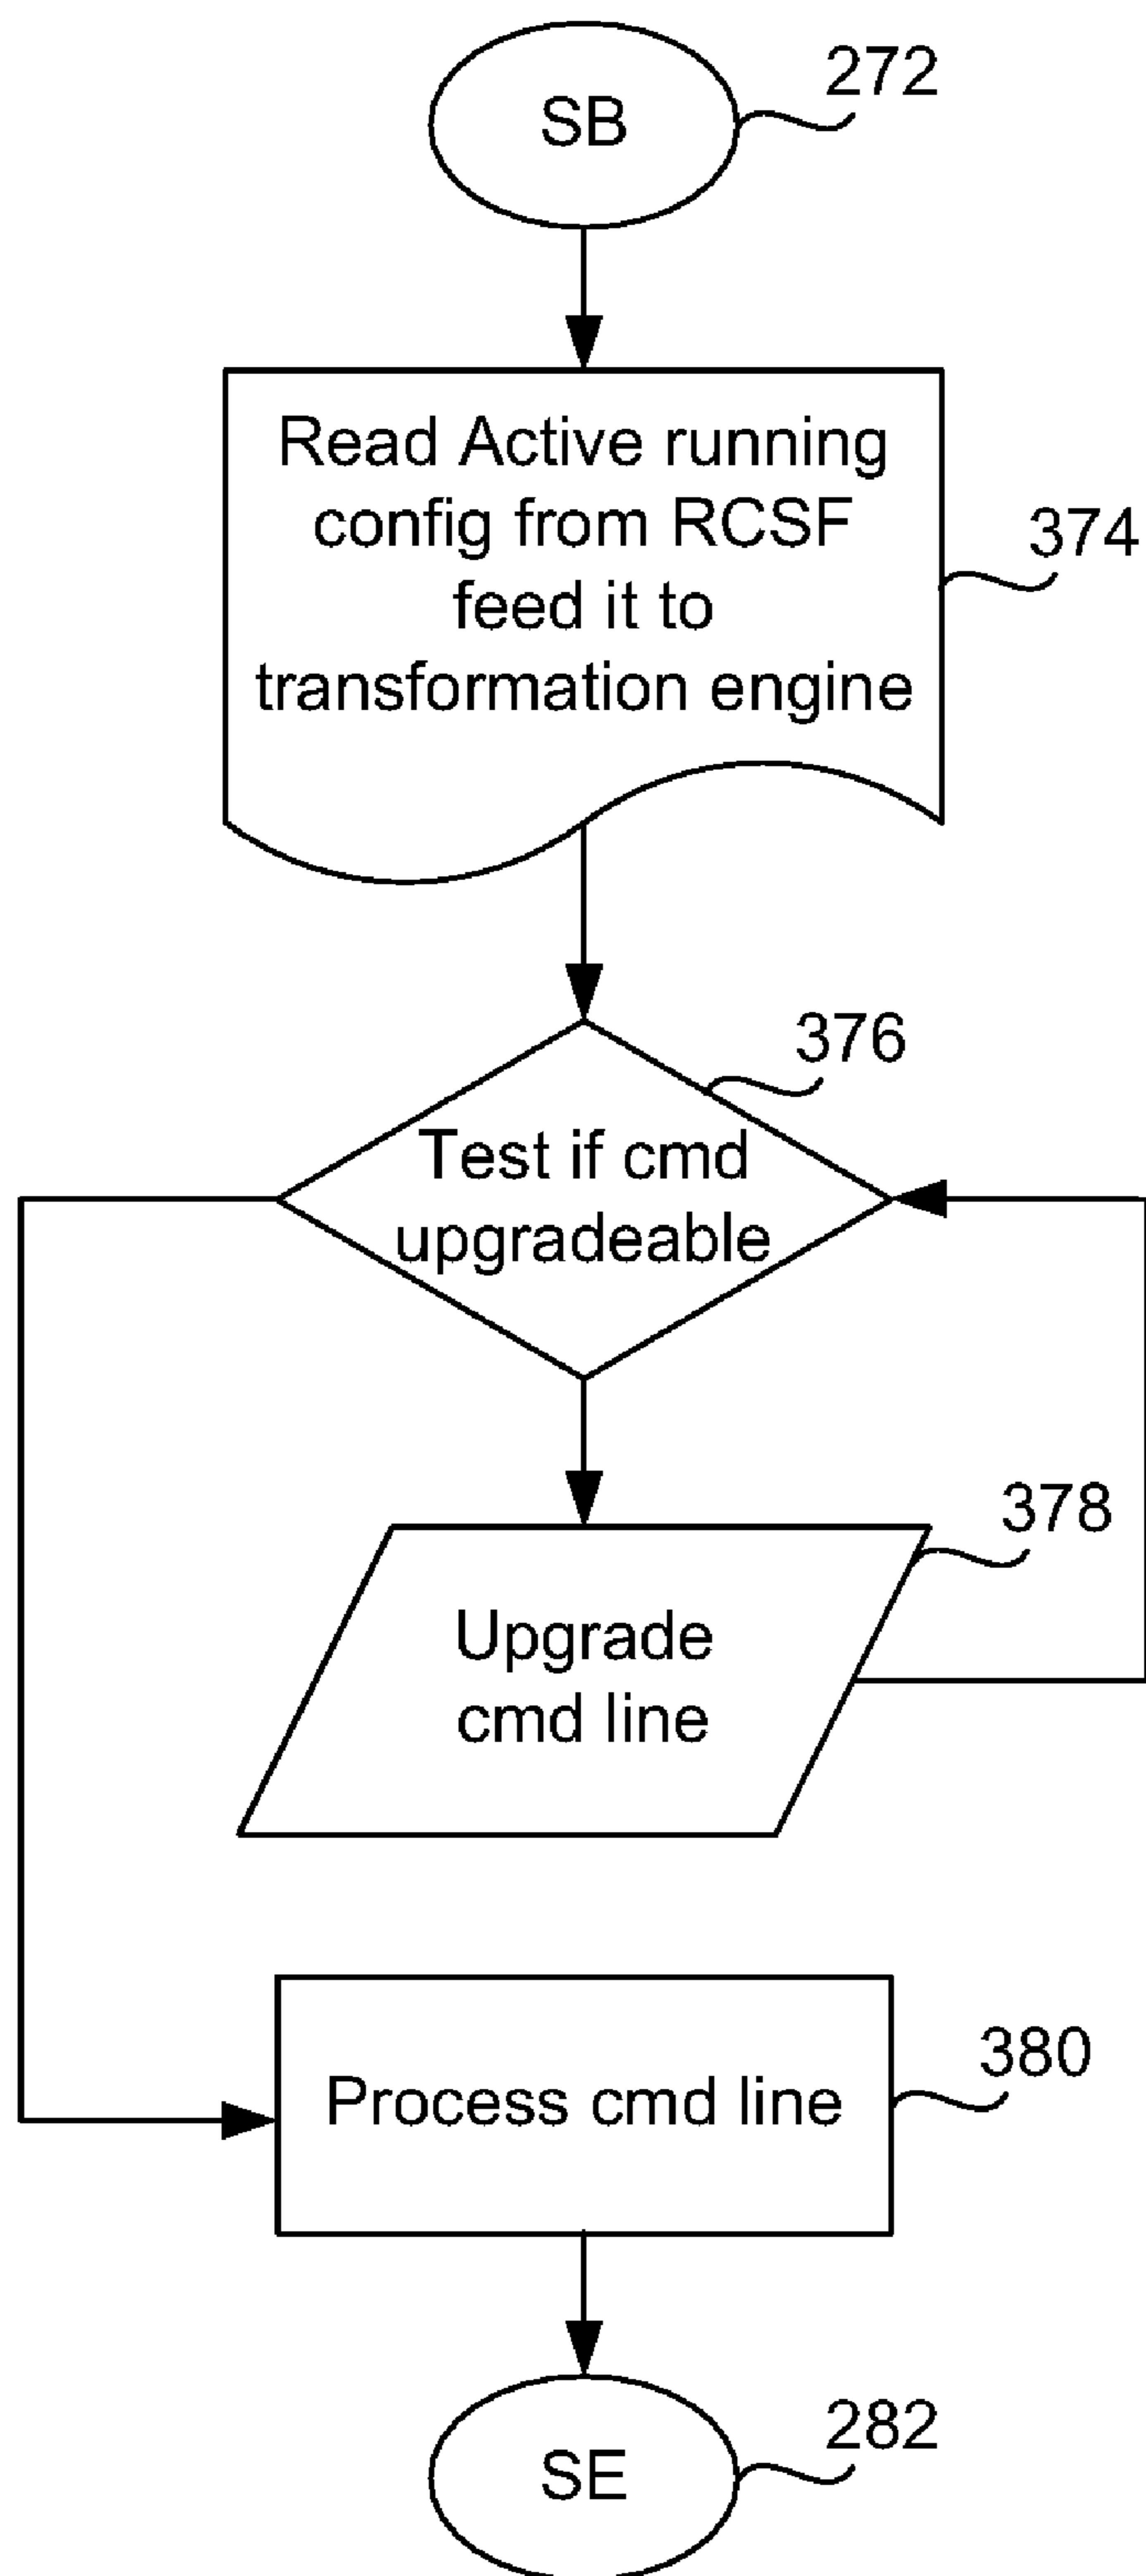 SB
272
Read Active running
config from RCSF
feed it to
transformation engine
374
376
Test if cmd
upgradeable
378
Upgrade
cmd line
380
Process cmd line
282
SE